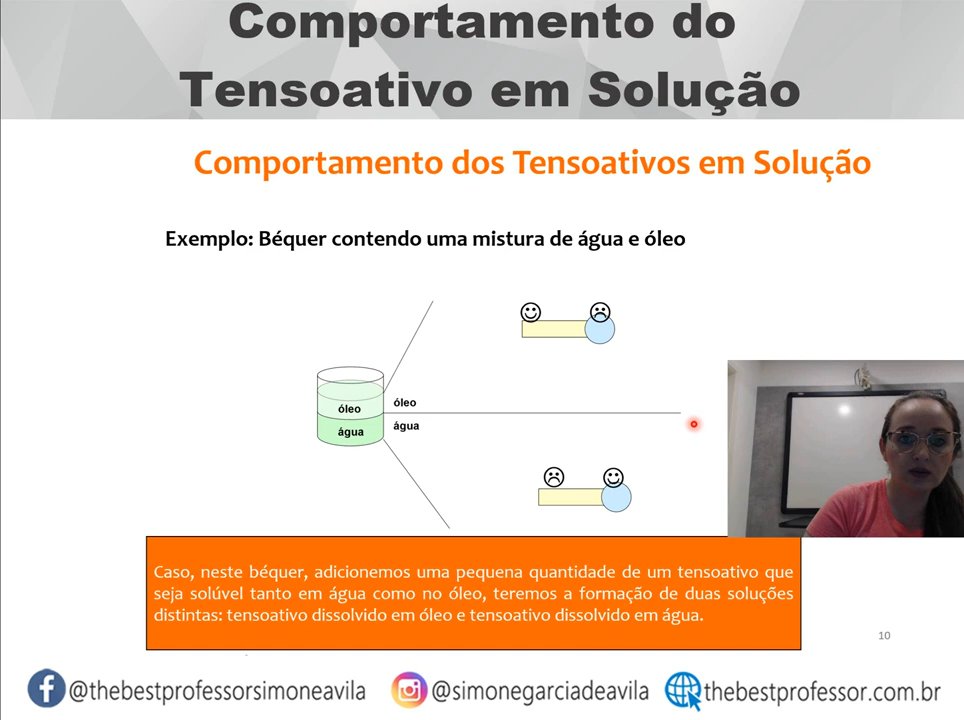 Comportamento do
Tensoativo em Solução
Comportamento dos Tensoativos em Solução
Exemplo: Béquer contendo uma mistura de água e óleo
óleo
óleo
água
água
Caso, neste béquer, adicionemos uma pequena quantidade de um tensoativo que
seja solúvel tanto em água como no óleo, teremos a formação de duas soluções
distintas: tensoativo dissolvido em óleo e tensoativo dissolvido em água.
10
@thebestprofessorsimoneavila @simonegarciadeavila thebestprofessor.com.br